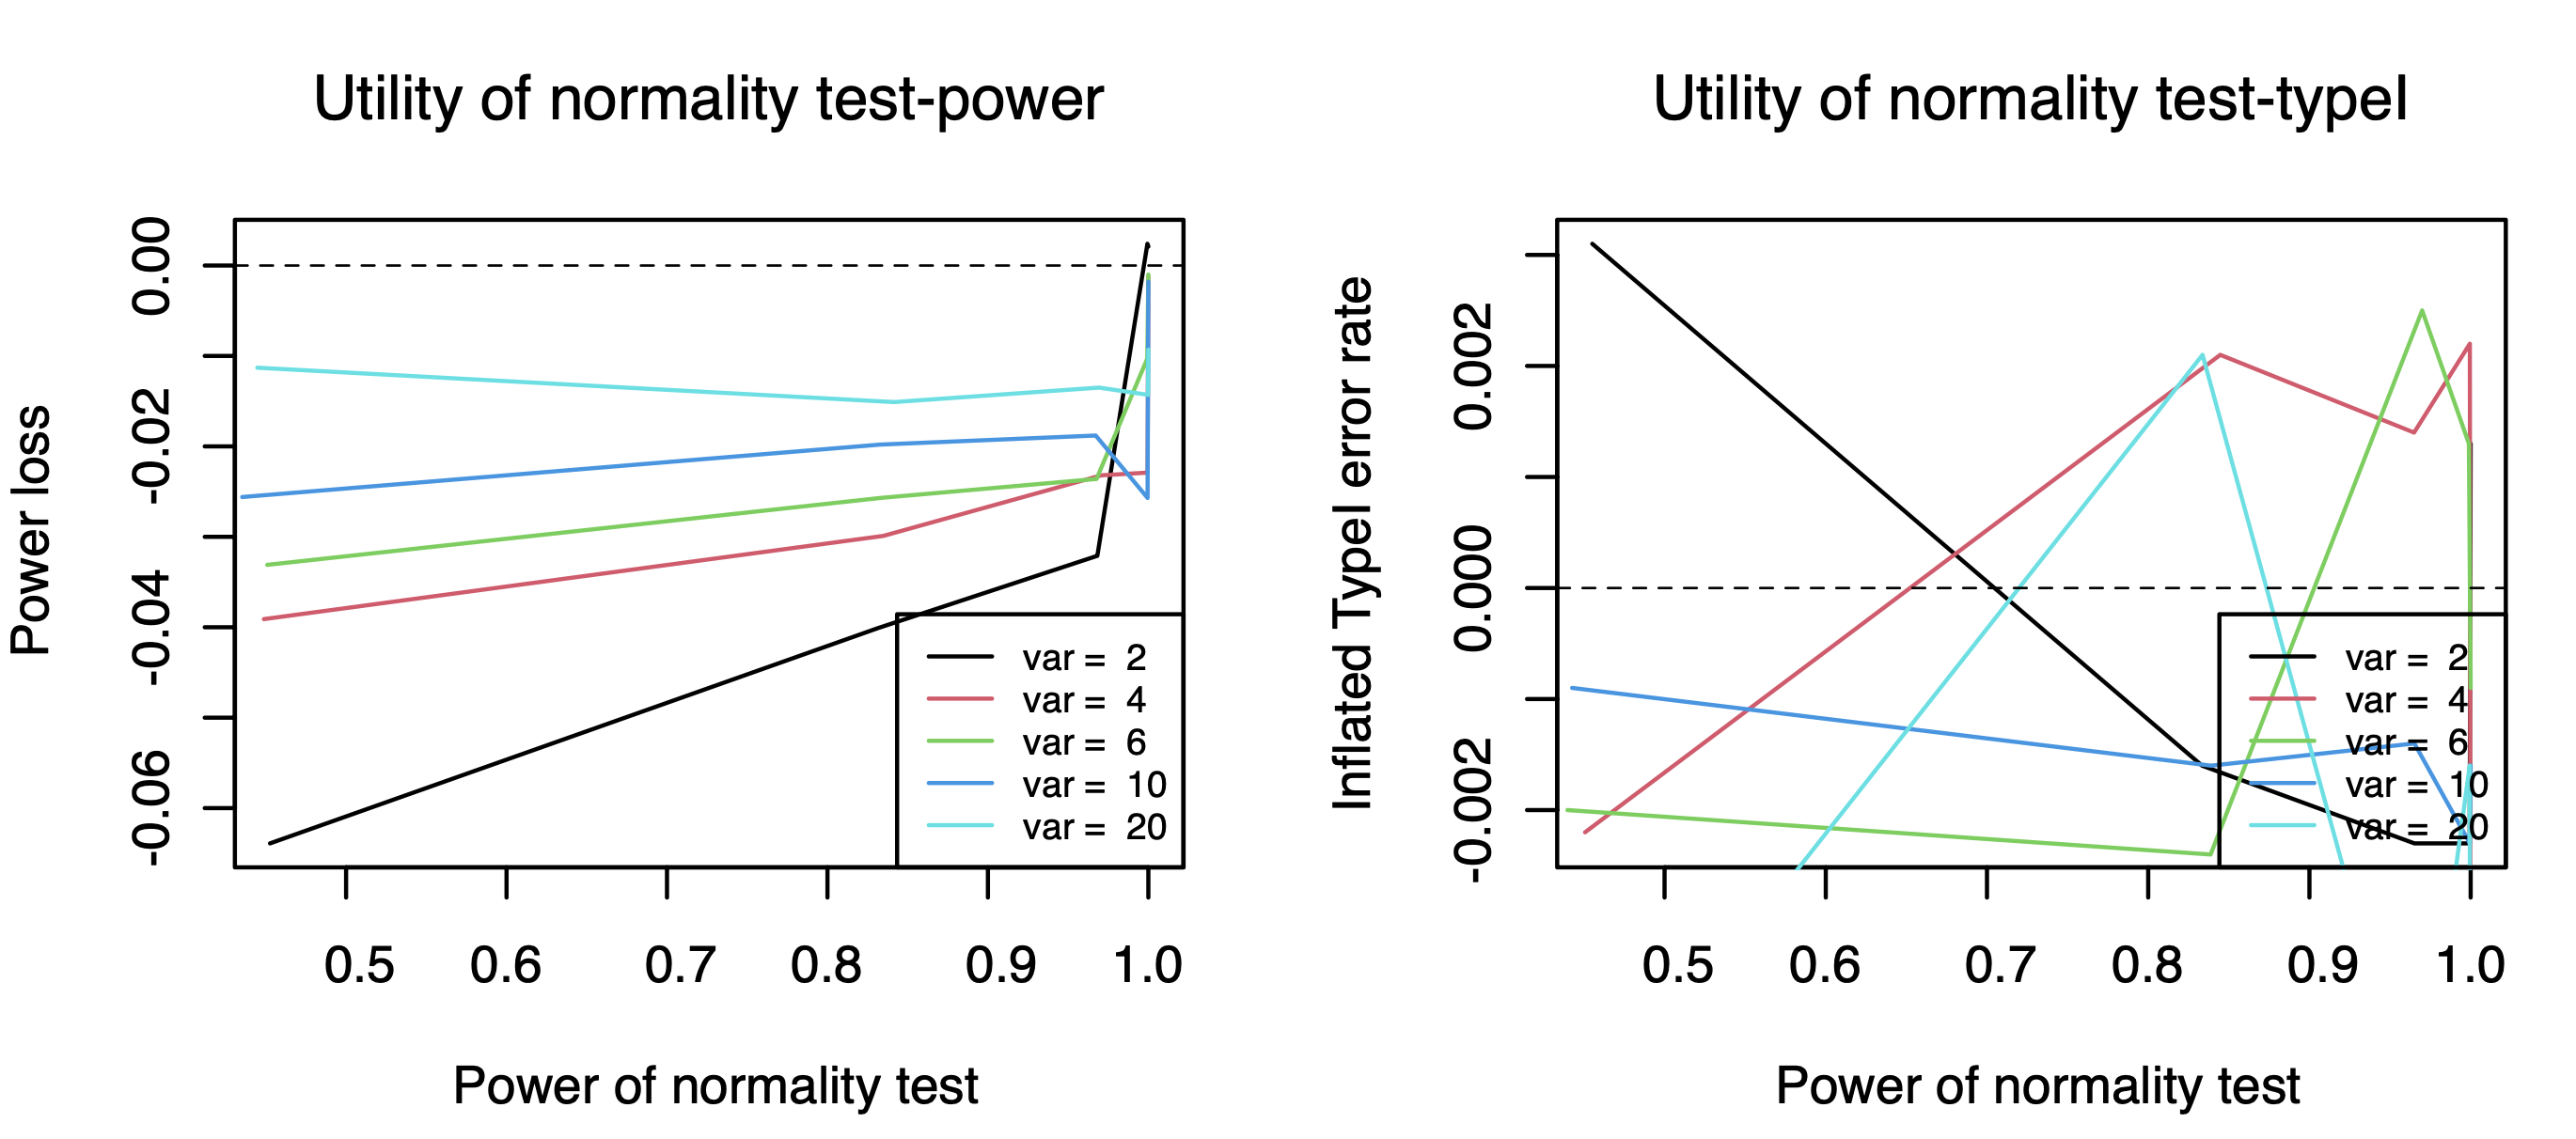 Utility of normality test-power
Power loss
0.00
-0.02
-0.04
-0.06
var = 2
var = 4
var = 6
var = 10
var = 20
0.5 0.6 0.7 0.8 0.9 1.0
Power of normality test
Utility of normality test-typeI
Inflated TypeI error rate
0.002
0.000
-0.002
var = 2
var = 4
var = 6
var = 10
var = 20
0.5 0.6 0.7 0.8 0.9 1.0
Power of normality test